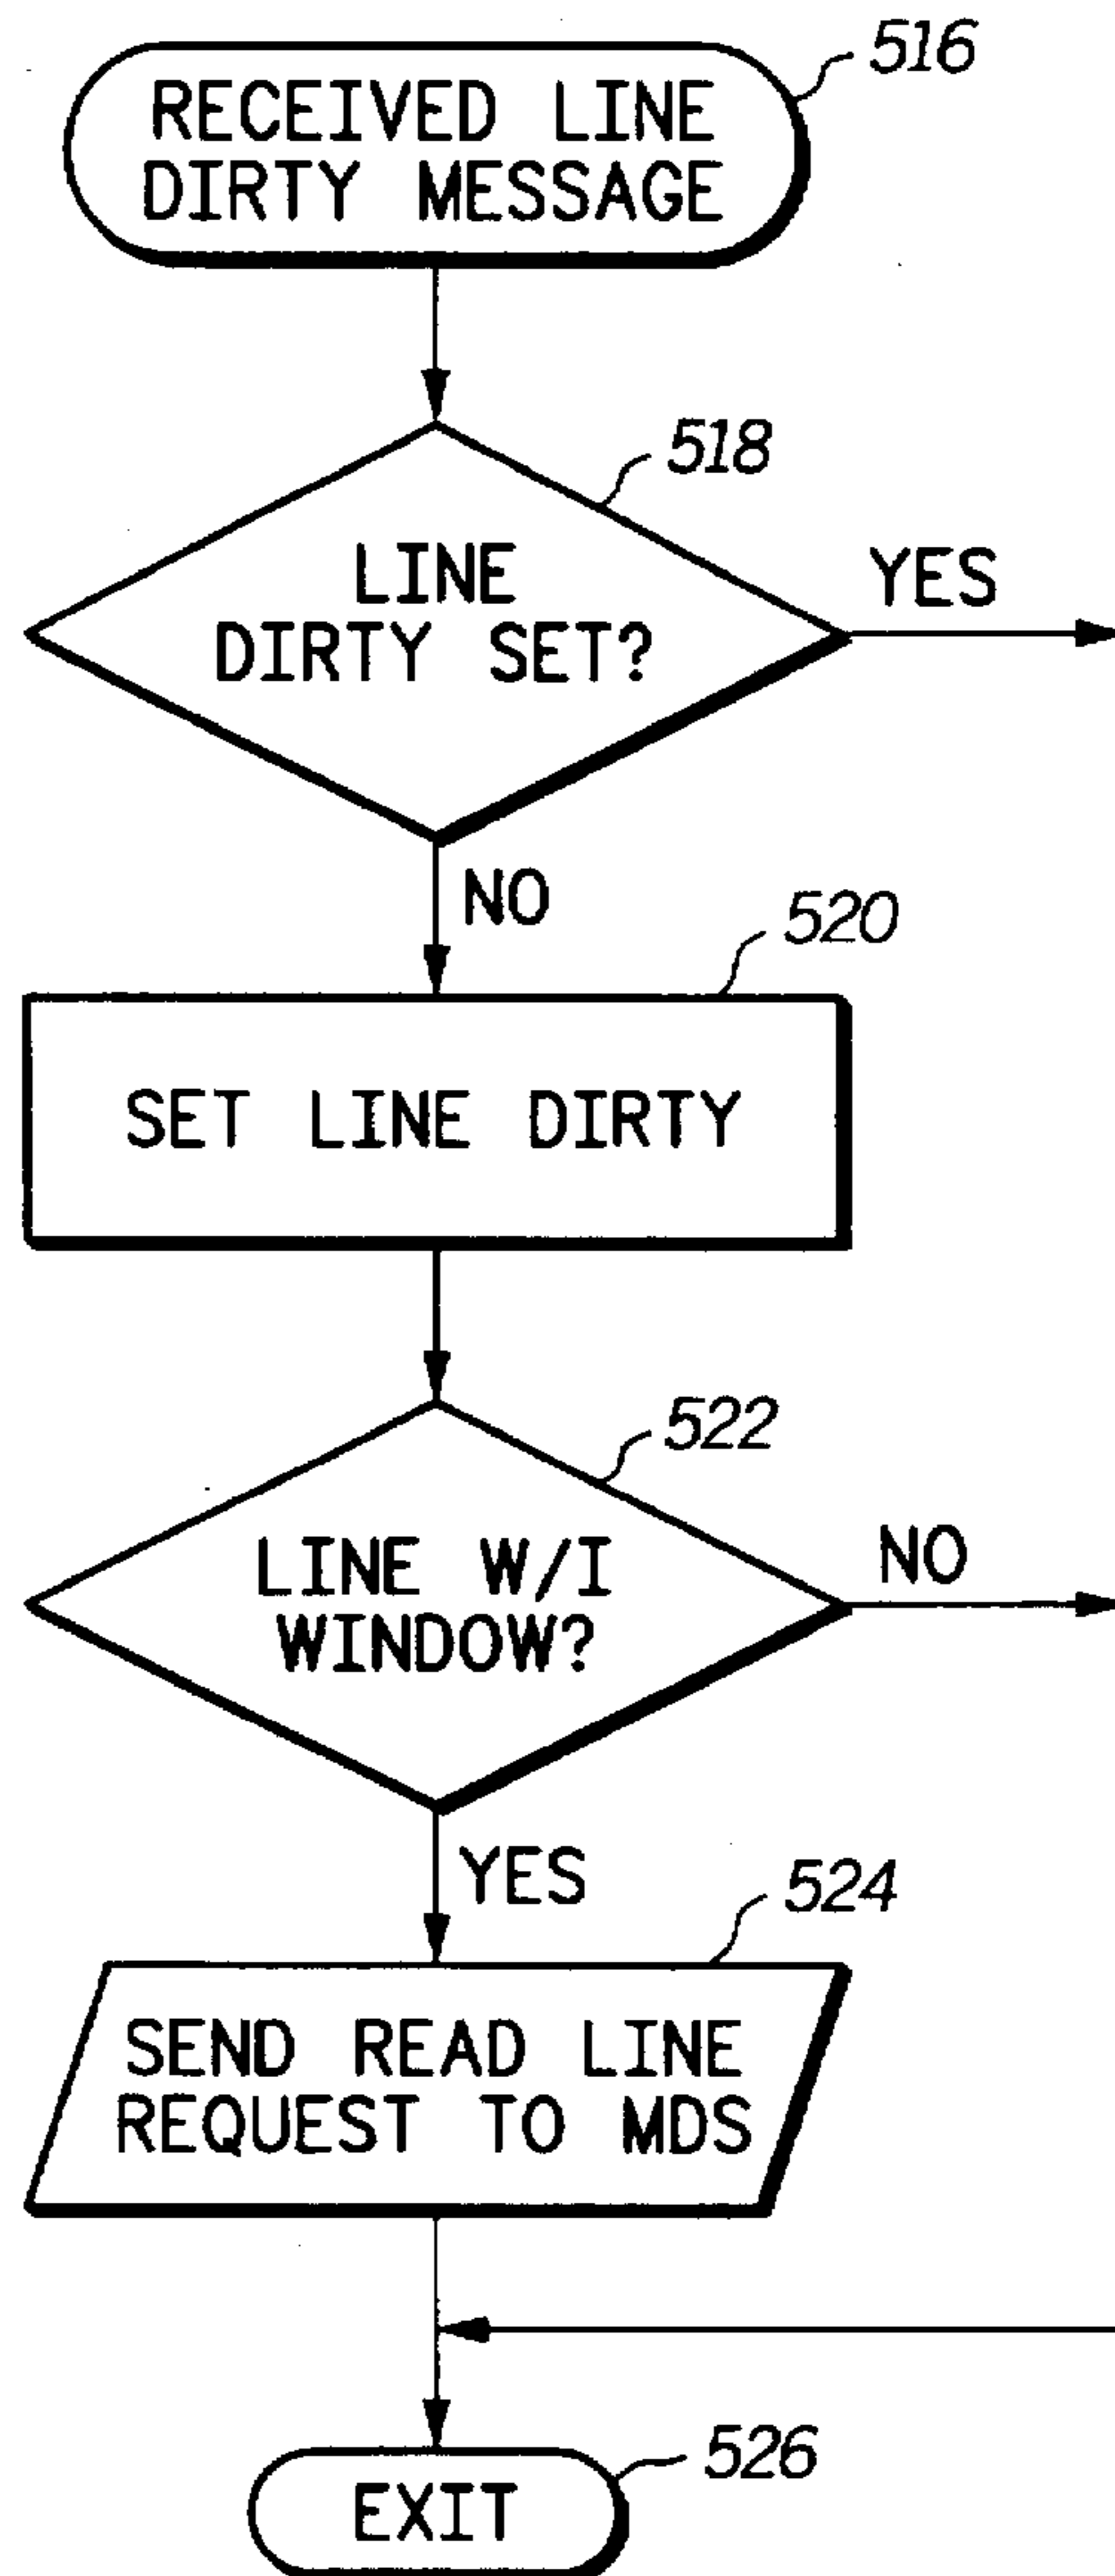 516
RECEIVED LINE
DIRTY MESSAGE
518
LINE
DIRTY SET?
YES
NO
520
SET LINE DIRTY
522
LINE W/I
WINDOW?
NO
YES
524
SEND READ LINE
REQUEST TO MDS
526
EXIT